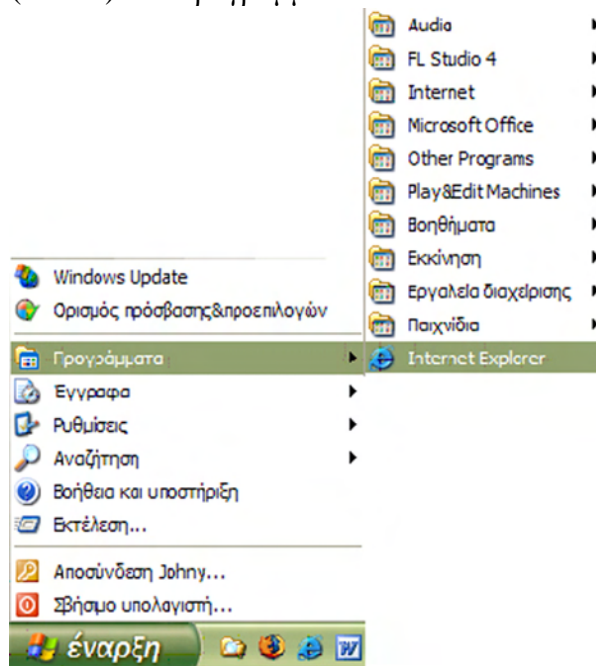 Audio
FL Studio 4
Internet
Microsoft Office
Other Programs
Play&Edit Machines
Βοηθήματα
Εκκίνηση
Εργαλεία διαχείρισης
Παιχνίδια
Internet Explorer
Windows Update
Ορισμός πρόσβασης&προεπιλογών
Προγράμματα
Έγγραφα
Ρυθμίσεις
Αναζήτηση
Βοήθεια και υποστήριξη
Εκτέλεση...
Αποσύνδεση Johny...
Σβήσιμο υπολογιστή...
έναρξη